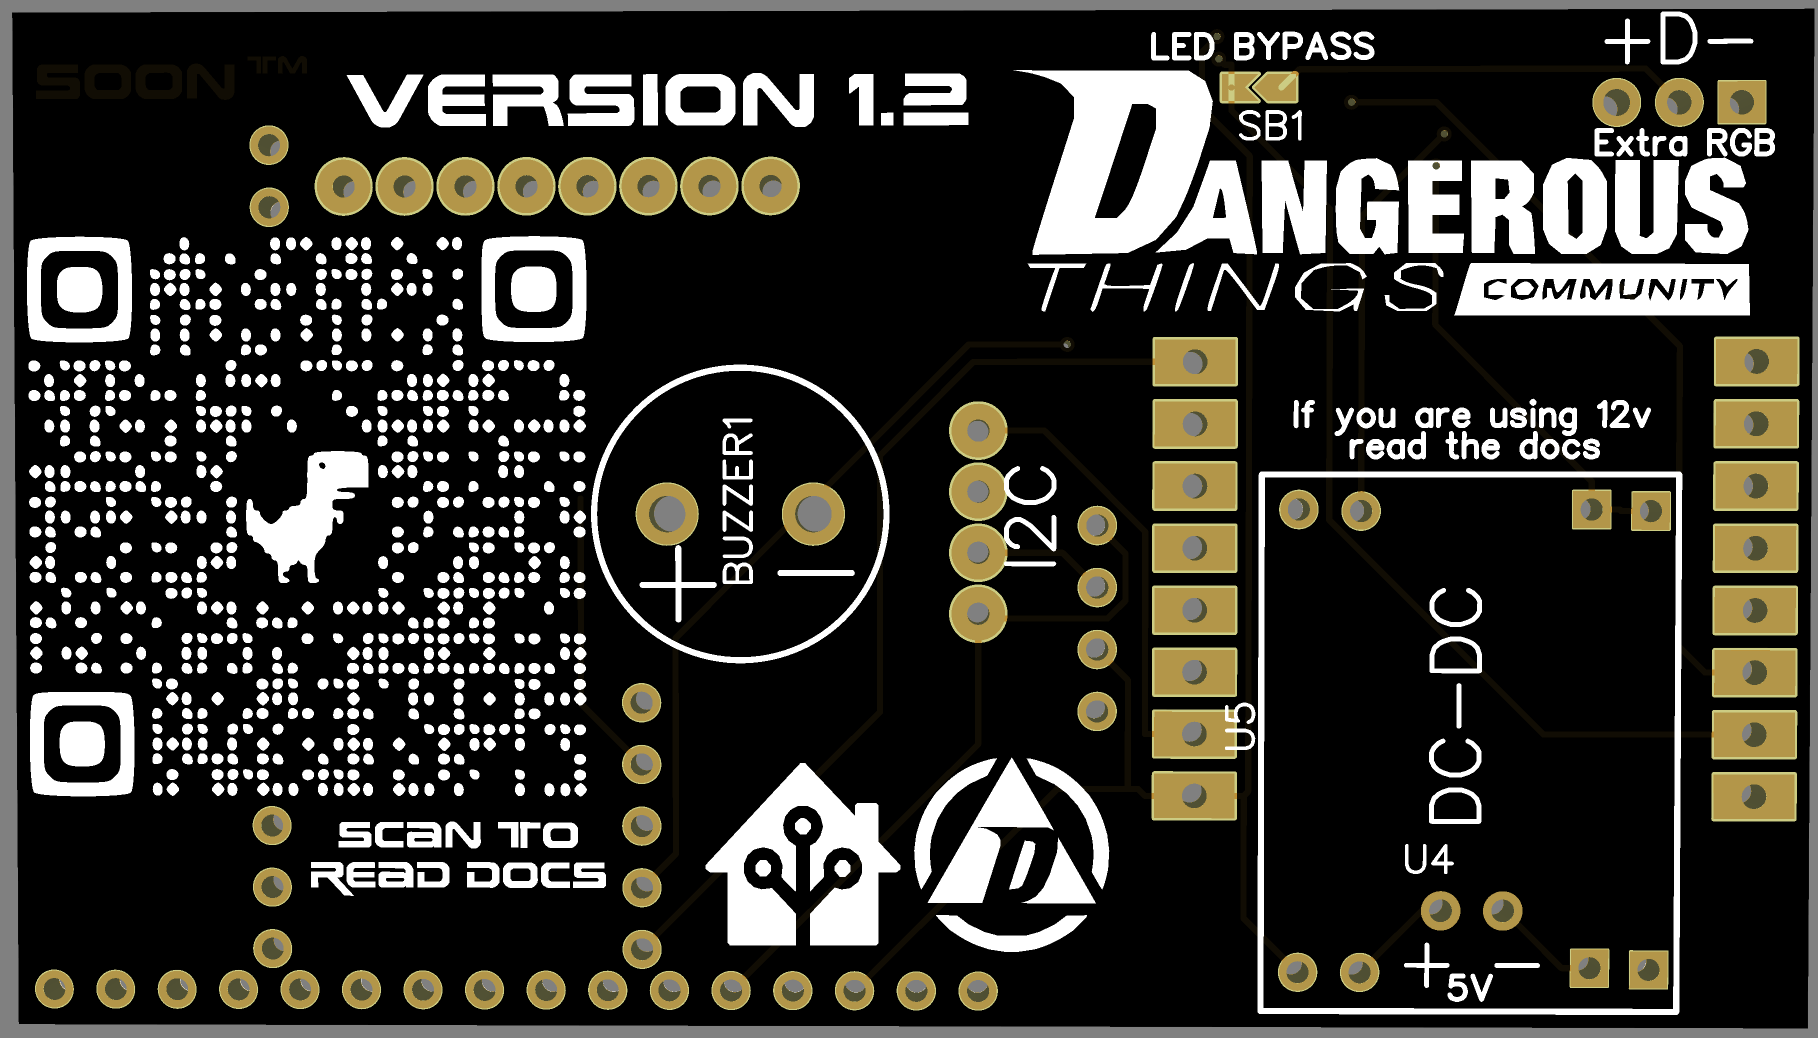 SOON™
VERSION 1.2
LED BYPASS
SB1
+D-
Extra RGB
DANGEROUS
THINGS COMMUNITY
If you are using 12v
read the docs
BUZZER1
+ -
I2C
U5
DC-DC
U4
+ -
5V
SCAN TO
READ DOCS
D